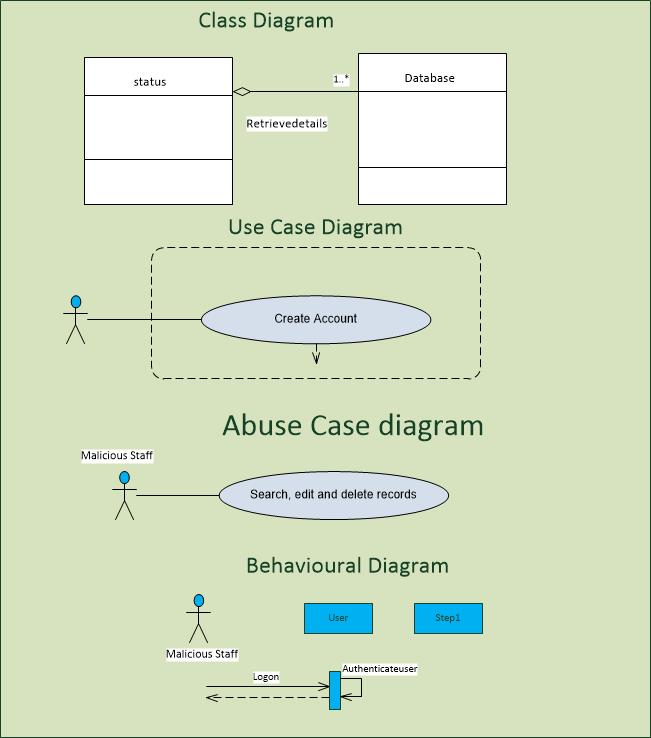 Class Diagram
status
1..*
Database
Retrievedetails
Use Case Diagram
Create Account
Abuse Case diagram
Malicious Staff
Search, edit and delete records
Behavioural Diagram
User
Step1
Malicious Staff
Logon
Authenticateuser